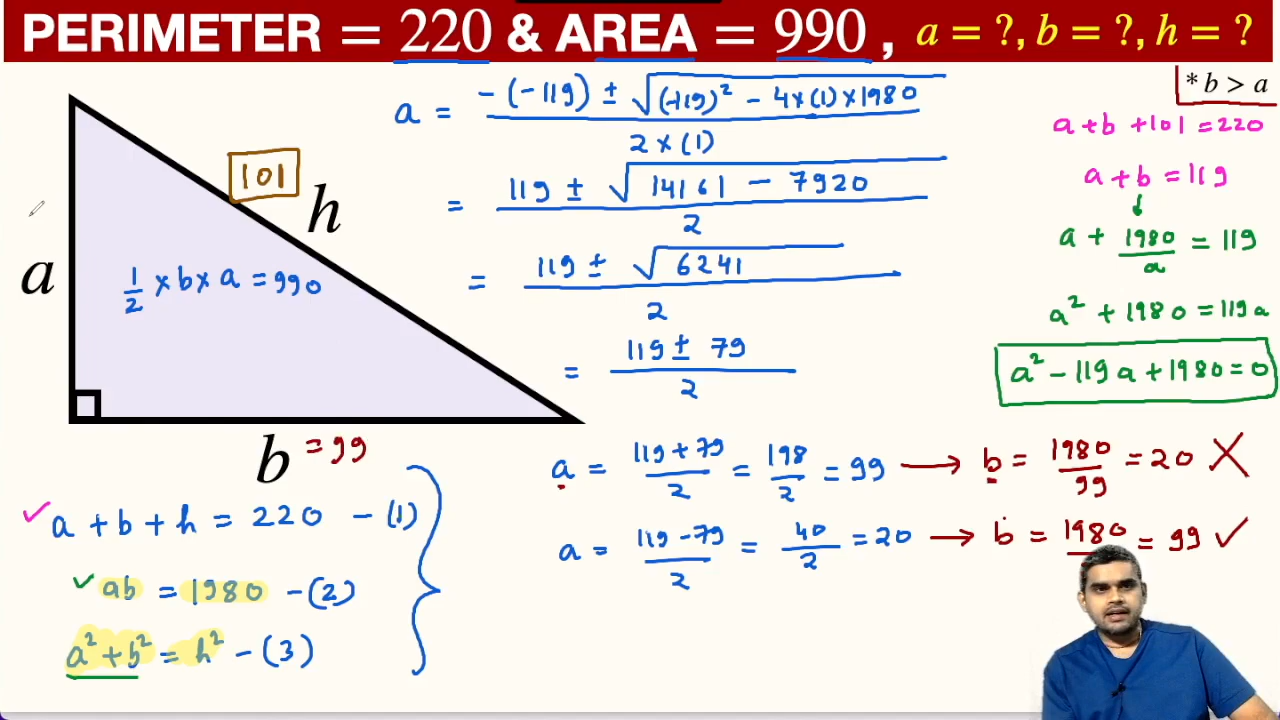 PERIMETER = 220 & AREA = 990 , a = ?, b = ?, h = ?
* b > a
a + b + 101 = 220
a + b = 119
a + 1980/a = 119
a² + 1980 = 119a
a² - 119a + 1980 = 0
a = -(-119) ± √((-119)² - 4×(1)×1980) / 2×(1)
= 119 ± √(14161 - 7920) / 2
= 119 ± √6241 / 2
= 119 ± 79 / 2
a = 119+79/2 = 198/2 = 99 → b = 1980/99 = 20 ✗
a = 119-79/2 = 40/2 = 20 → b = 1980 = 99 ✓
101
h
a
1/2 × b × a = 990
b = 99
✓ a + b + h = 220 - (1)
✓ ab = 1980 - (2)
a² + b² = h² - (3)